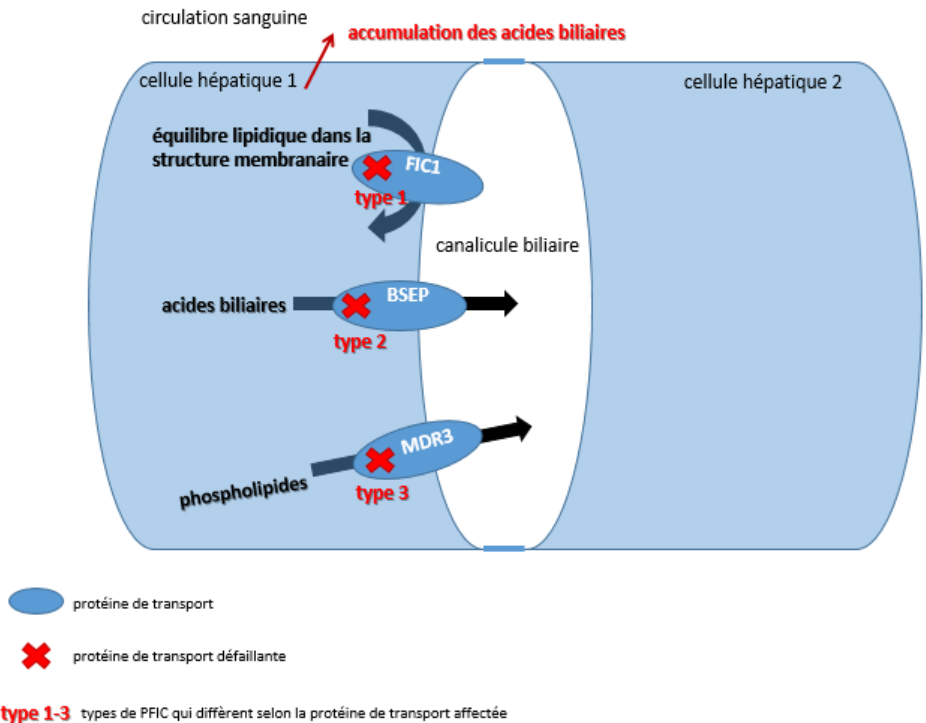 circulation sanguine
accumulation des acides biliaires
cellule hépatique 1
cellule hépatique 2
équilibre lipidique dans la
structure membranaire
FIC1
type 1
canalicule biliaire
acides biliaires
BSEP
type 2
MDR3
phospholipides
type 3
protéine de transport
protéine de transport défaillante
type 1-3 types de PFIC qui diffèrent selon la protéine de transport affectée